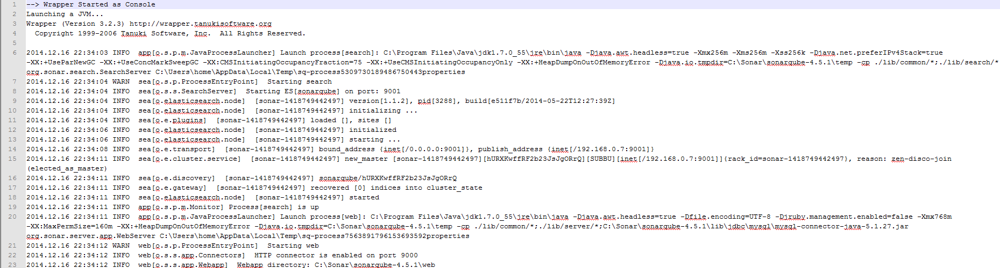 1 --> Wrapper Started as Console
2 Launching a JVM...
3 Wrapper (Version 3.2.3) http://wrapper.tanukisoftware.org
4   Copyright 1999-2006 Tanuki Software, Inc.  All Rights Reserved.
5
6 2014.12.16 22:34:03 INFO  app[o.s.p.m.JavaProcessLauncher] Launch process[search]: C:\Program Files\Java\jdk1.7.0_55\jre\bin\java -Djava.awt.headless=true -Xmx256m -Xms256m -Xss256k -Djava.net.preferIPv4Stack=true
-XX:+UseParNewGC -XX:+UseConcMarkSweepGC -XX:CMSInitiatingOccupancyFraction=75 -XX:+UseCMSInitiatingOccupancyOnly -XX:+HeapDumpOnOutOfMemoryError -Djava.io.tmpdir=C:\Sonar\sonarqube-4.5.1\temp -cp ./lib/common/*;./lib/search/*
org.sonar.search.SearchServer C:\Users\home\AppData\Local\Temp\sq-process5309730189486750443properties
7 2014.12.16 22:34:04 WARN  sea[o.s.p.ProcessEntryPoint]  Starting search
8 2014.12.16 22:34:04 INFO  sea[o.s.s.SearchServer]  Starting ES[sonarqube] on port: 9001
9 2014.12.16 22:34:04 INFO  sea[o.elasticsearch.node]  [sonar-1418749442497] version[1.1.2], pid[3288], build[e511f7b/2014-05-22T12:27:39Z]
10 2014.12.16 22:34:04 INFO  sea[o.elasticsearch.node]  [sonar-1418749442497] initializing ...
11 2014.12.16 22:34:04 INFO  sea[o.e.plugins]  [sonar-1418749442497] loaded [], sites []
12 2014.12.16 22:34:06 INFO  sea[o.elasticsearch.node]  [sonar-1418749442497] initialized
13 2014.12.16 22:34:06 INFO  sea[o.elasticsearch.node]  [sonar-1418749442497] starting ...
14 2014.12.16 22:34:08 INFO  sea[o.e.transport]  [sonar-1418749442497] bound_address {inet[/0.0.0.0:9001]}, publish_address {inet[/192.168.0.7:9001]}
15 2014.12.16 22:34:11 INFO  sea[o.e.cluster.service]  [sonar-1418749442497] new_master [sonar-1418749442497][hURXKwffRF2b23JsJgORrQ][SUBBU][inet[/192.168.0.7:9001]]{rack_id=sonar-1418749442497}, reason: zen-disco-join
(elected_as_master)
16 2014.12.16 22:34:11 INFO  sea[o.e.discovery]  [sonar-1418749442497] sonarqube/hURXKwffRF2b23JsJgORrQ
17 2014.12.16 22:34:11 INFO  sea[o.e.gateway]  [sonar-1418749442497] recovered [0] indices into cluster_state
18 2014.12.16 22:34:11 INFO  sea[o.elasticsearch.node]  [sonar-1418749442497] started
19 2014.12.16 22:34:11 INFO  app[o.s.p.m.Monitor] Process[search] is up
20 2014.12.16 22:34:11 INFO  app[o.s.p.m.JavaProcessLauncher] Launch process[web]: C:\Program Files\Java\jdk1.7.0_55\jre\bin\java -Djava.awt.headless=true -Dfile.encoding=UTF-8 -Djruby.management.enabled=false -Xmx768m
-XX:MaxPermSize=160m -XX:+HeapDumpOnOutOfMemoryError -Djava.io.tmpdir=C:\Sonar\sonarqube-4.5.1\temp -cp ./lib/common/*;./lib/server/*;C:\Sonar\sonarqube-4.5.1\lib\jdbc\mysql\mysql-connector-java-5.1.27.jar
org.sonar.server.app.WebServer C:\Users\home\AppData\Local\Temp\sq-process7563891796153693592properties
21 2014.12.16 22:34:12 WARN  web[o.s.p.ProcessEntryPoint]  Starting web
22 2014.12.16 22:34:12 INFO  web[o.s.s.app.Connectors]  HTTP connector is enabled on port 9000
23 2014.12.16 22:34:12 INFO  web[o.s.s.app.Webapp]  Webapp directory: C:\Sonar\sonarqube-4.5.1\web